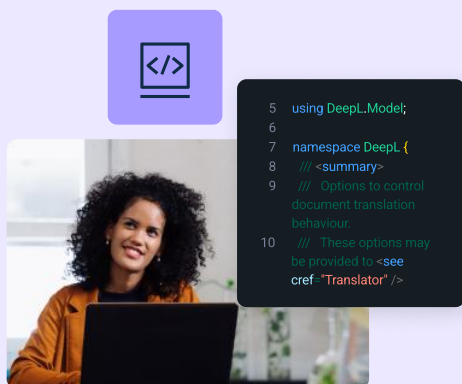 </>
5 using DeepL.Model;
6
7 namespace DeepL {
8 /// <summary>
9 /// Options to control
document translation
behaviour.
10 /// These options may
be provided to <see
cref="Translator" />